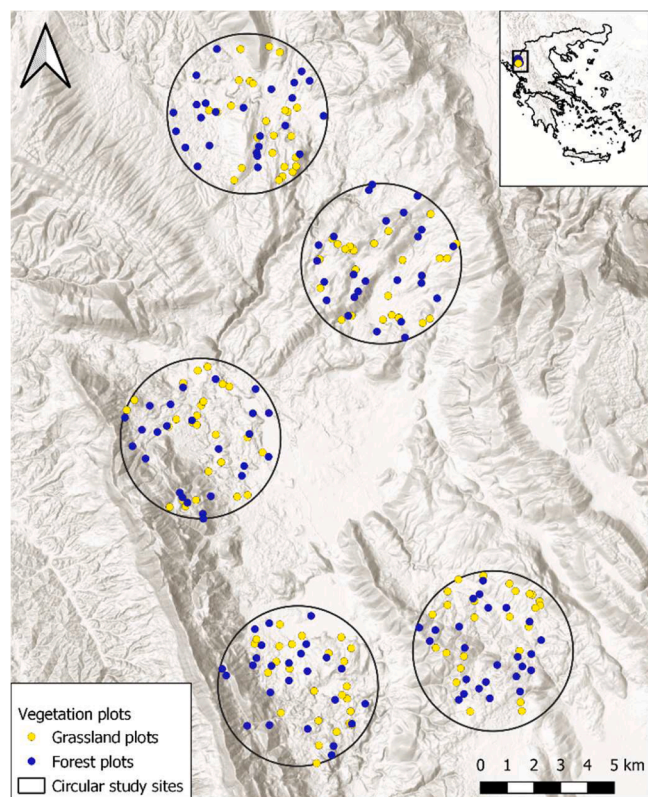 Vegetation plots
Grassland plots
Forest plots
Circular study sites
0 1 2 3 4 5 km